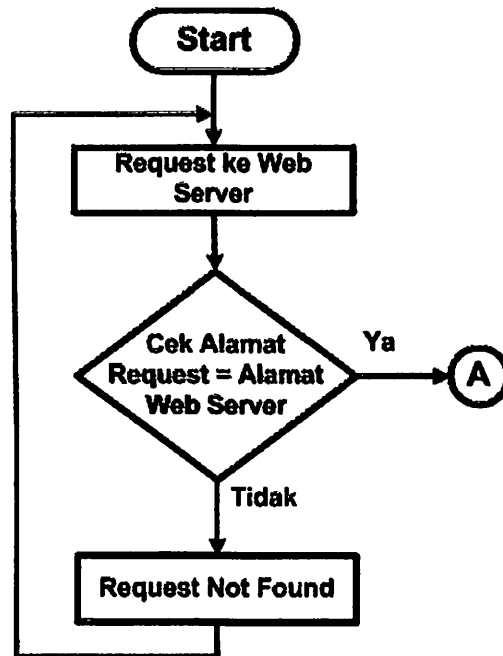 Start
Request ke Web
Server
Cek Alamat
Request = Alamat
Web Server
Ya
A
Tidak
Request Not Found